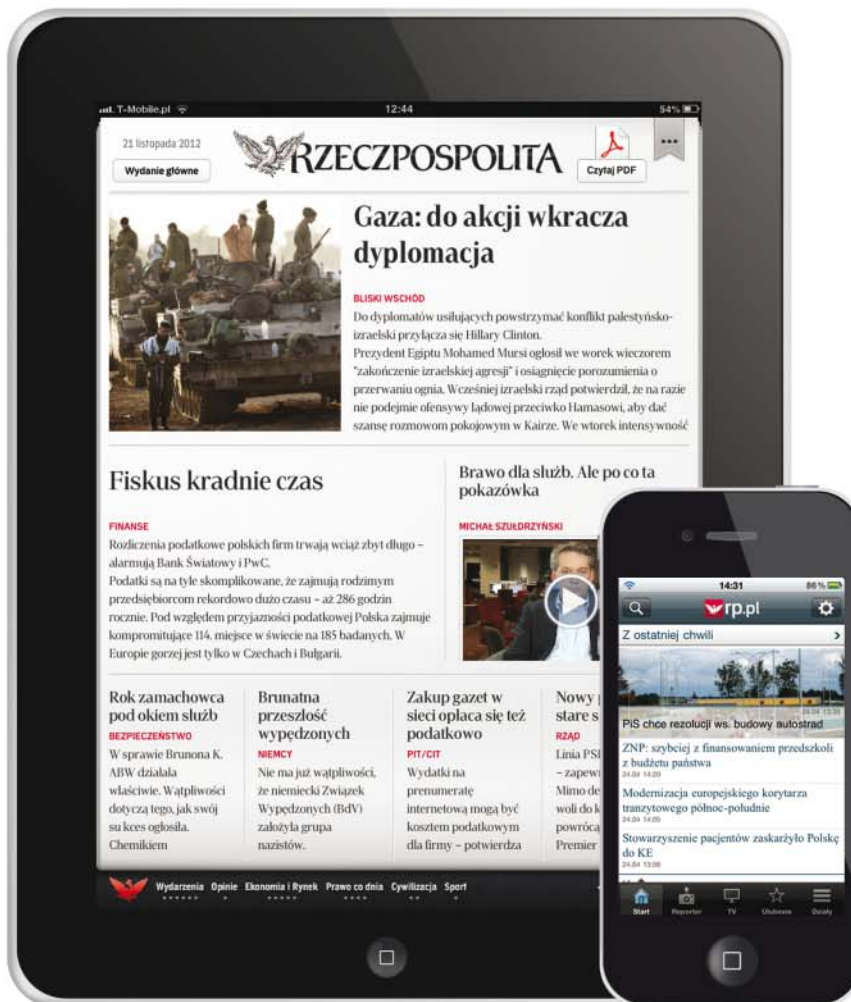 T-Mobile.pl
12:44
54%
21 listopada 2012
Wydanie główne
RZECZPOSPOLITA
Czytaj PDF
Gaza: do akcji wkracza
dyplomacja
BLISKI WSCHÓD
Do dyplomatów usiłujących powstrzymać konflikt palestyńsko-
izraelski przyłącza się Hillary Clinton.
Prezydent Egiptu Mohamed Mursi ogłosił we worek wieczorem
"zakończenie izraelskiej agresji" i osiągnięcie porozumienia o
przerwaniu ognia. Wcześniej izraelski rząd potwierdził, że na razie
nie podejmie ofensywy lądowej przeciwko Hamasowi, aby dać
szansę rozmowom pokojowym w Kairze. We wtorek intensywność
Fiskus kradnie czas
FINANSE
Rozliczenia podatkowe polskich firm trwają wciąż zbyt długo –
alarmują Bank Światowy i PwC.
Podatki są na tyle skomplikowane, że zajmują rodzimym
przedsiębiorcom rekordowo dużo czasu – aż 286 godzin
rocznie. Pod względem przyjazności podatkowej Polska zajmuje
kompromitujące 114. miejsce w świecie na 185 badanych. W
Europie gorzej jest tylko w Czechach i Bułgarii.
Brawo dla służb. Ale po co ta
pokazówka
MICHAŁ SZUŁDRZYŃSKI
Rok zamachowca
pod okiem służb
BEZPIECZEŃSTWO
W sprawie Brunona K.
ABW działała
właściwie. Wątpliwości
dotyczą tego, jak swój
su kces ogłosiła.
Chemikiem
Brunatna
przeszłość
wypędzonych
NIEMCY
Nie ma już wątpliwości,
że niemiecki Związek
Wypędzonych (BdV)
założyła grupa
nazistów.
Zakup gazet w
sieci opłaca się też
podatkowo
PIT/CIT
Wydatki na
prenumeratę
internetową mogą być
kosztem podatkowym
dla firmy – potwierdza
Nowy
stare s
RZĄD
Linia PSL
– zapew
Mimo de
woli do k
powróca
Premier
Wydarzenia Opinie Ekonomia i Rynek Prawo co dnia Cywilizacja Sport
14:31
86%
rp.pl
Z ostatniej chwili
24.04 13:38
PiS chce rezolucji ws. budowy autostrad
ZNP: szybciej z finansowaniem przedszkoli
z budżetu państwa
24.04 14:20
Modernizacja europejskiego korytarza
tranzytowego północ-południe
24.04 14:09
Stowarzyszenie pacjentów zaskarżyło Polskę
do KE
24.04 13:08
Start Reporter TV Ulubione Działy